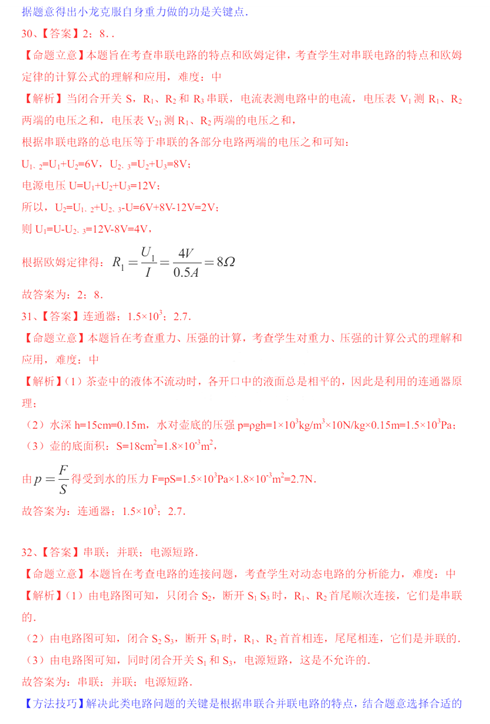 据题意得出小龙克服自身重力做的功是关键点.
30、【答案】2；8. .
【命题立意】本题旨在考查串联电路的特点和欧姆定律，考查学生对串联电路的特点和欧姆
定律的计算公式的理解和应用，难度：中
【解析】当闭合开关 S，R₁、R₂ 和 R₃ 串联，电流表测电路中的电流，电压表 V₁ 测 R₁、R₂
两端的电压之和，电压表 V₂₁ 测 R₁、R₂ 两端的电压之和，
根据串联电路的总电压等于串联的各部分电路两端的电压之和可知：
U₁．₂=U₁+U₂=6V，U₂．₃=U₂+U₃=8V；
电源电压 U=U₁+U₂+U₃=12V；
所以，U₂=U₁．₂+U₂．₃-U=6V+8V-12V=2V；
则 U₁=U-U₂．₃=12V-8V=4V，
根据欧姆定律得：R₁=U₁/I=4V/0.5A=8Ω
故答案为：2；8.
31、【答案】连通器；1.5×10³；2.7．
【命题立意】本题旨在考查重力、压强的计算，考查学生对重力、压强的计算公式的理解和
应用，难度：中
【解析】（1）茶壶中的液体不流动时，各开口中的液面总是相平的，因此是利用的连通器原
理；
（2）水深 h=15cm=0.15m，水对壶底的压强 p=ρgh=1×10³kg/m³×10N/kg×0.15m=1.5×10³Pa；
（3）壶的底面积：S=18cm²=1.8×10⁻³m²，
由 p=F/S 得受到水的压力 F=pS=1.5×10³Pa×1.8×10⁻³m²=2.7N．
故答案为：连通器；1.5×10³；2.7．
32、【答案】串联；并联；电源短路．
【命题立意】本题旨在考查电路的连接问题，考查学生对动态电路的分析能力，难度：中
【解析】（1）由电路图可知，只闭合 S₂，断开 S₁ S₃ 时，R₁、R₂ 首尾顺次连接，它们是串联
的．
（2）由电路图可知，闭合 S₂ S₃，断开 S₁ 时，R₁、R₂ 首首相连，尾尾相连，它们是并联的．
（3）由电路图可知，同时闭合开关 S₁ 和 S₃，电源短路，这是不允许的．
故答案为：串联；并联；电源短路．
【方法技巧】解决此类电路问题的关键是根据串联合并联电路的特点，结合题意选择合适的